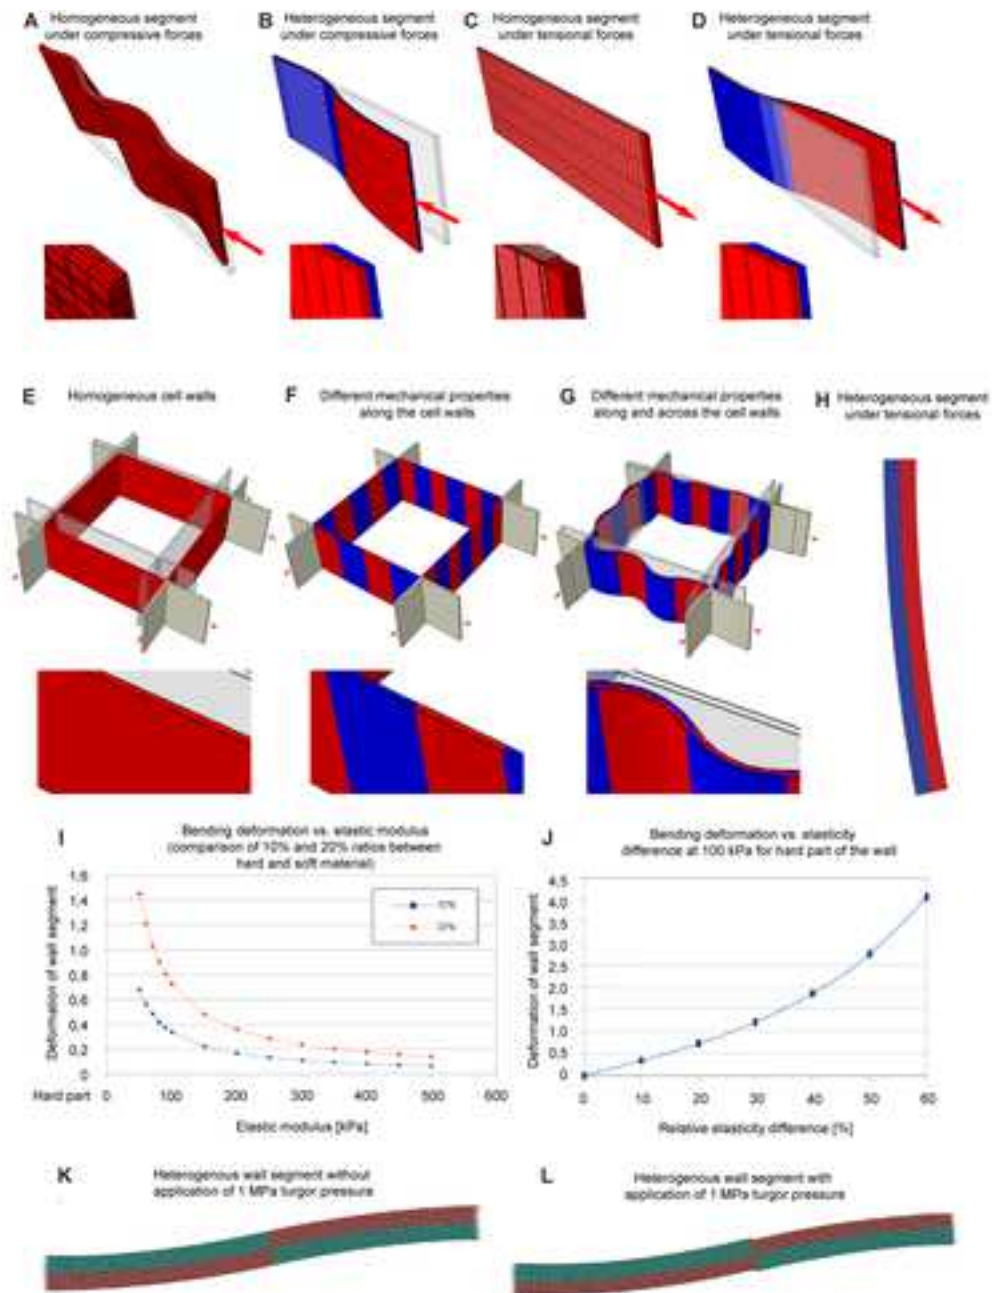 A Homogeneous segment
under compressive forces
B Heterogeneous segment
under compressive forces
C Homogeneous segment
under tensional forces
D Heterogeneous segment
under tensional forces
E Homogeneous cell walls
F Different mechanical properties
along the cell walls
G Different mechanical properties
along and across the cell walls
H Heterogeneous segment
under tensional forces
I Bending deformation vs. elastic modulus
(comparison of 10% and 20% ratios between
hard and soft material)
Deformation of wall segment
1.6
1.4
1.2
1.0
0.8
0.6
0.4
0.2
0
10%
20%
Hard part 0 100 200 300 400 500 600
Elastic modulus [kPa]
J Bending deformation vs. elasticity
difference at 100 kPa for hard part of the wall
Deformation of wall segment
4.5
4.0
3.5
3.0
2.5
2.0
1.5
1.0
0.5
0
0 10 20 30 40 50 60
Relative elasticity difference [%]
K Heterogenous wall segment without
application of 1 MPa turgor pressure
L Heterogenous wall segment with
application of 1 MPa turgor pressure